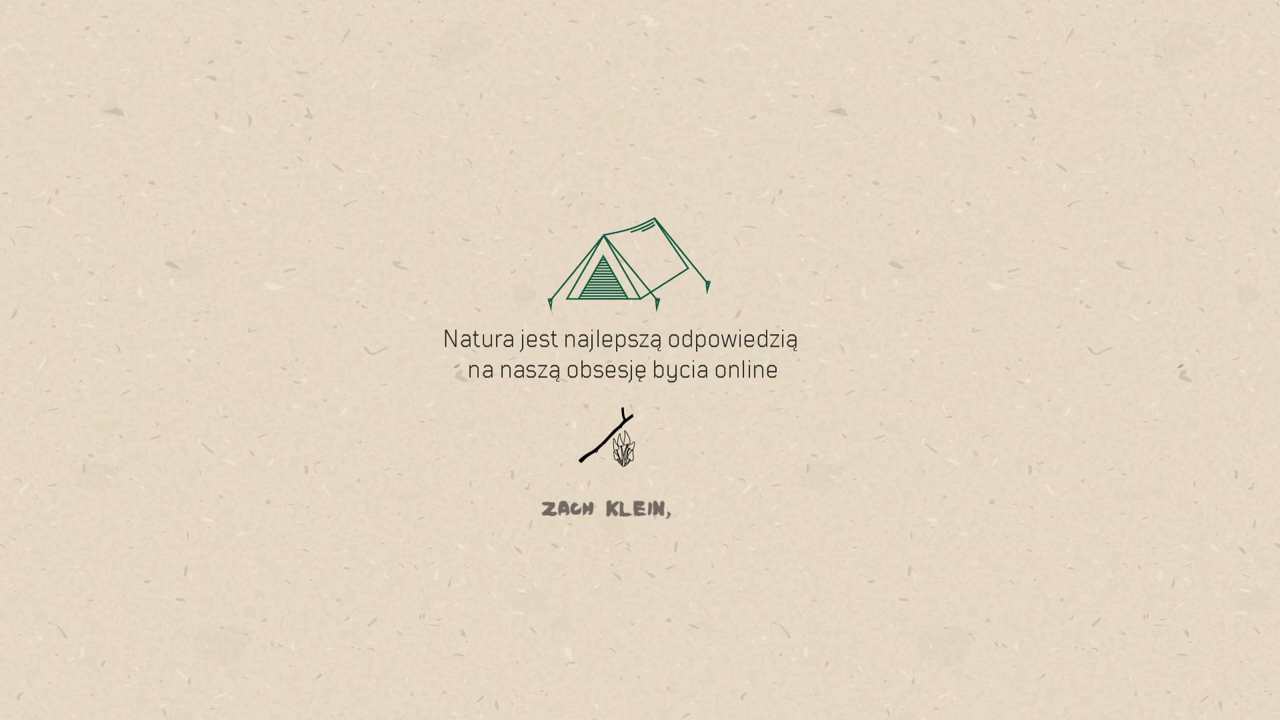 Natura jest najlepszą odpowiedzią
na naszą obsesję bycia online
ZACH KLEIN,